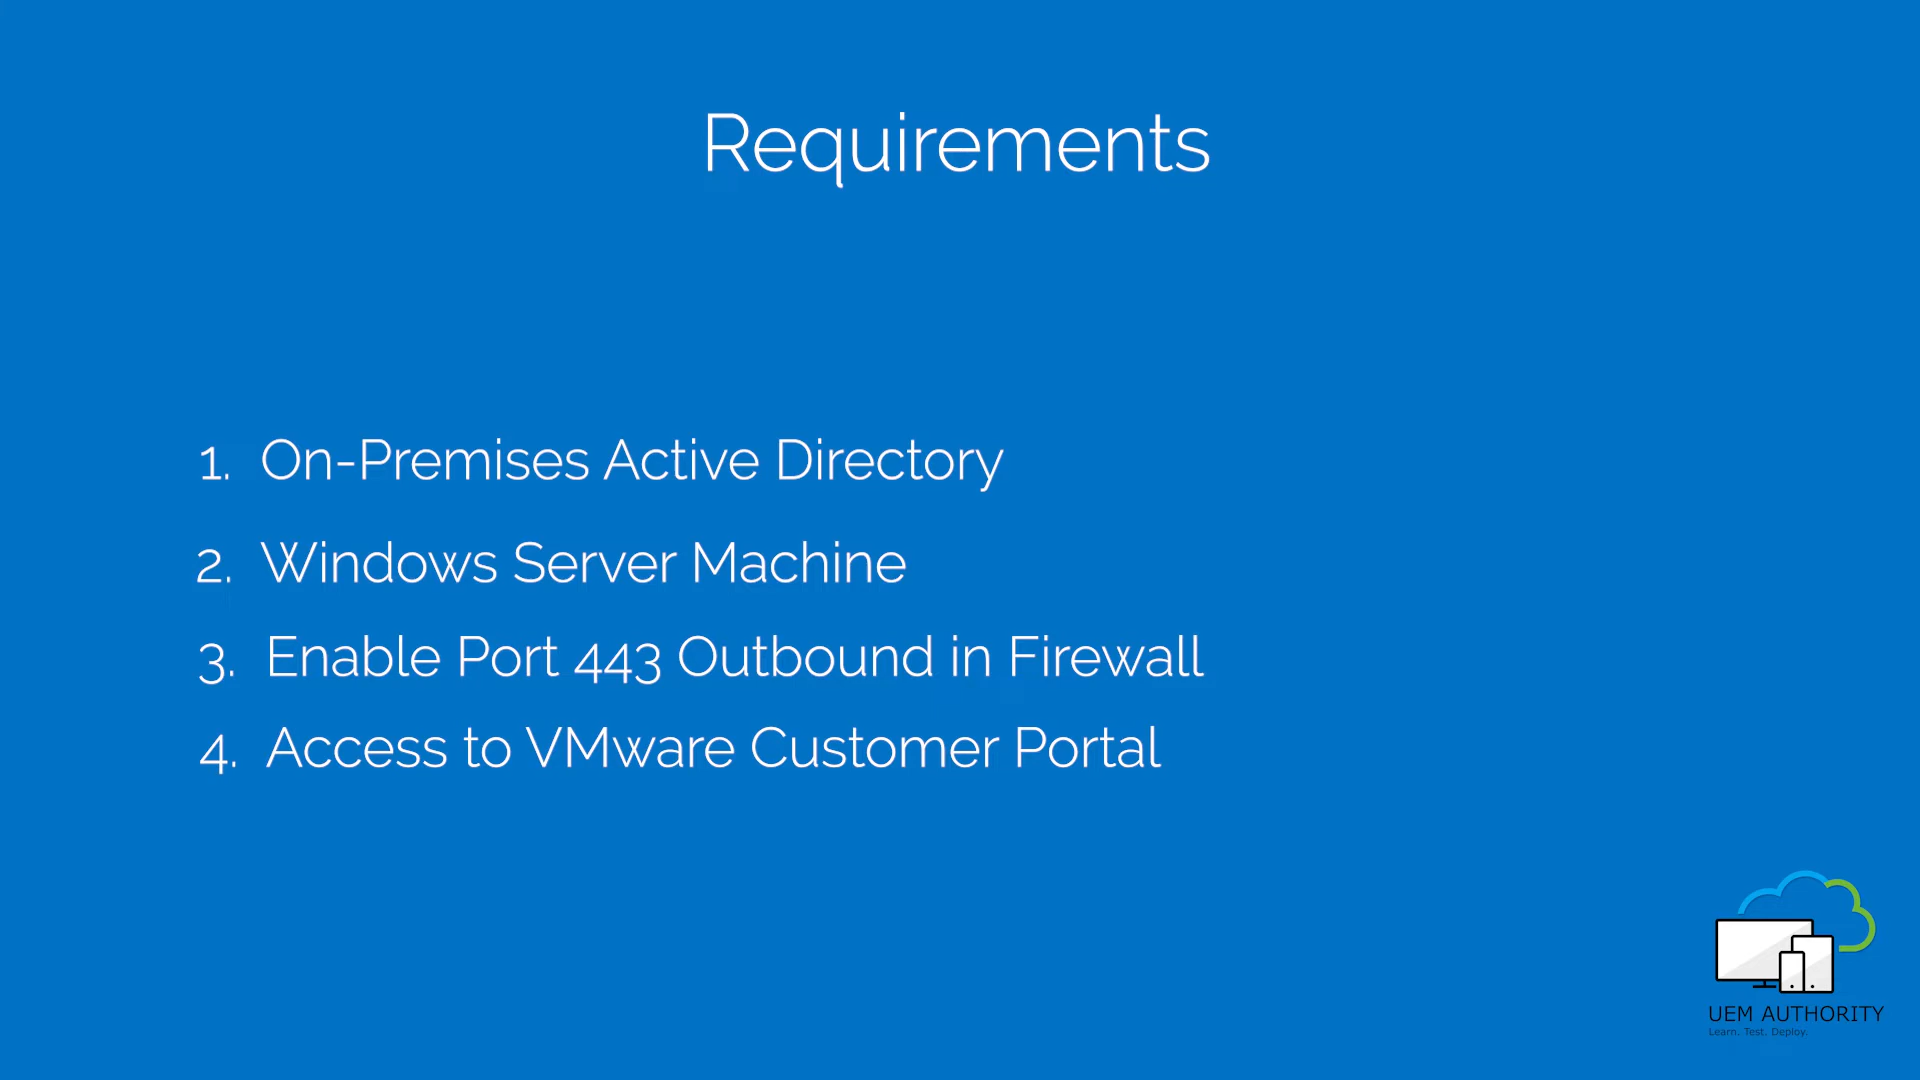 Requirements
1. On-Premises Active Directory
2. Windows Server Machine
3. Enable Port 443 Outbound in Firewall
4. Access to VMware Customer Portal
UEM AUTHORITY
Learn. Test. Deploy.